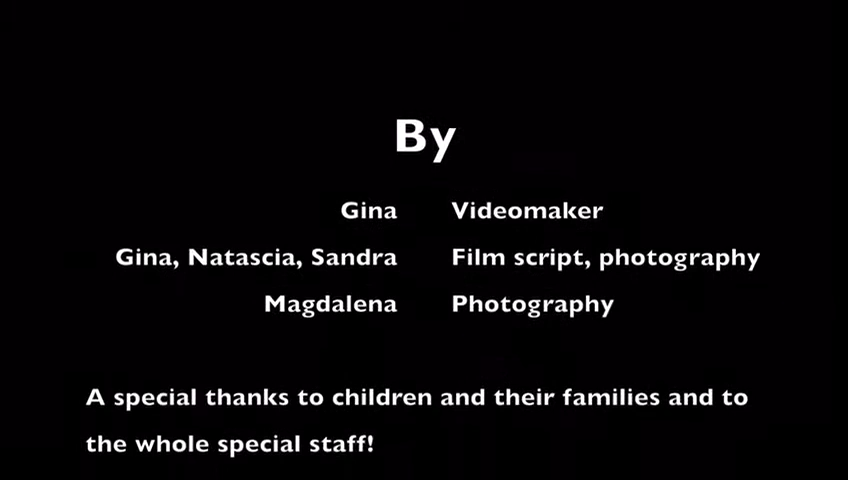 By
Gina Videomaker
Gina, Natascia, Sandra Film script, photography
Magdalena Photography
A special thanks to children and their families and to
the whole special staff!